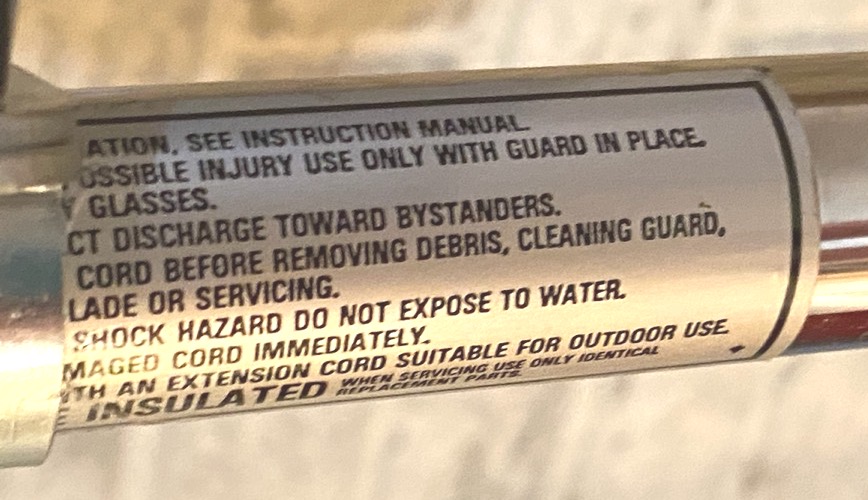 ATION, SEE INSTRUCTION MANUAL.
OSSIBLE INJURY USE ONLY WITH GUARD IN PLACE.
Y GLASSES.
CT DISCHARGE TOWARD BYSTANDERS.
CORD BEFORE REMOVING DEBRIS, CLEANING GUARD,
LADE OR SERVICING.
SHOCK HAZARD DO NOT EXPOSE TO WATER.
MAGED CORD IMMEDIATELY.
TH AN EXTENSION CORD SUITABLE FOR OUTDOOR USE.
INSULATED WHEN SERVICING USE ONLY IDENTICAL
REPLACEMENT PARTS.